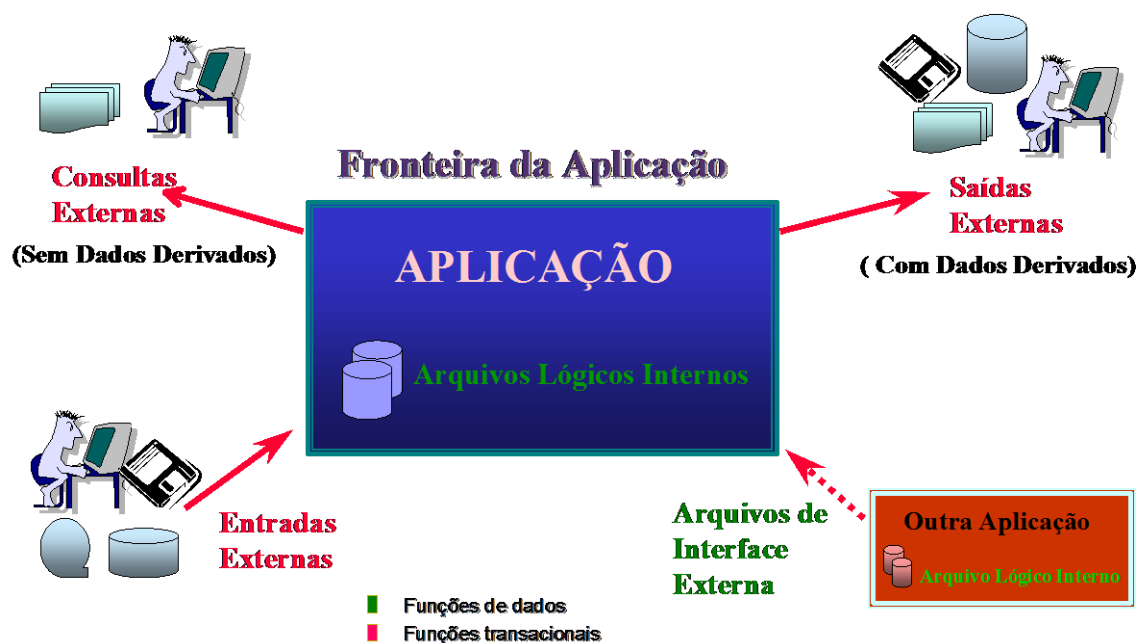 Fronteira da Aplicação
Consultas
Externas
(Sem Dados Derivados)
Saídas
Externas
( Com Dados Derivados)
APLICAÇÃO
Arquivos Lógicos Internos
Entradas
Externas
Arquivos de
Interface
Externa
Outra Aplicação
Arquivo Lógico Interno
Funções de dados
Funções transacionais